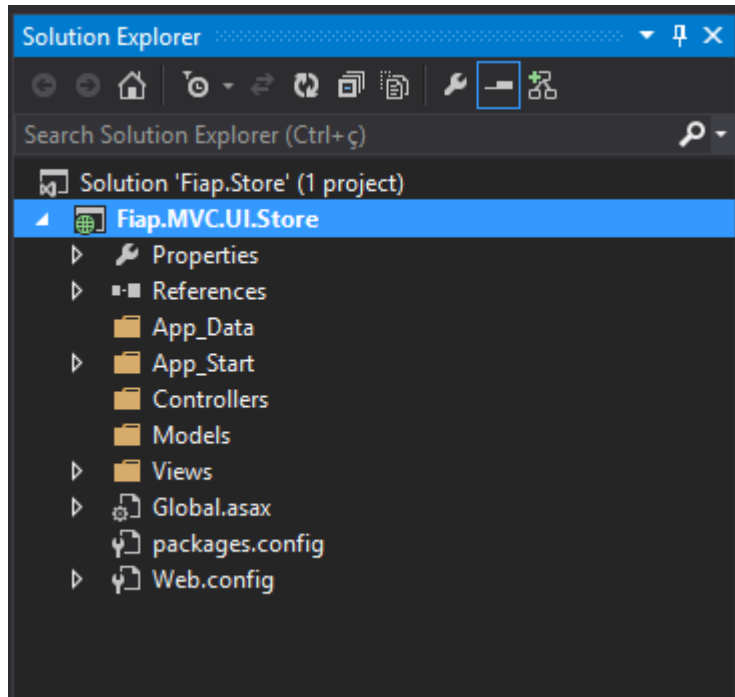 Solution Explorer
Search Solution Explorer (Ctrl+ç)
Solution 'Fiap.Store' (1 project)
Fiap.MVC.UI.Store
Properties
References
App_Data
App_Start
Controllers
Models
Views
Global.asax
packages.config
Web.config